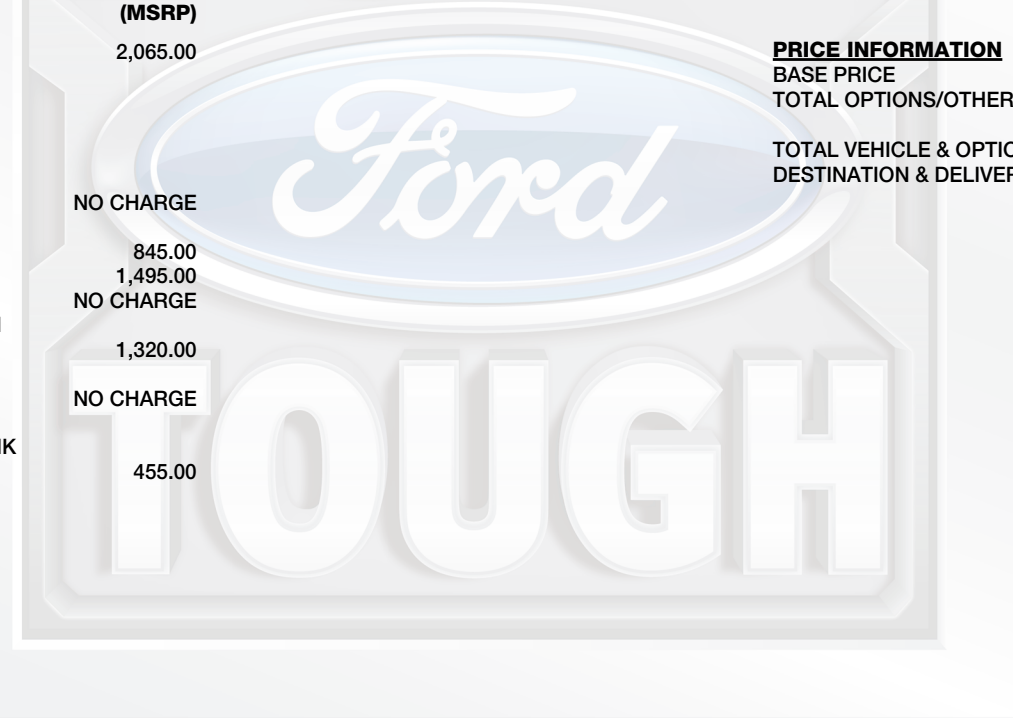 (MSRP)
2,065.00
NO CHARGE
845.00
1,495.00
NO CHARGE
1,320.00
NO CHARGE
455.00
PRICE INFORMATION
BASE PRICE
TOTAL OPTIONS/OTHER
TOTAL VEHICLE & OPTIO
DESTINATION & DELIVER
Ford
TOUGH